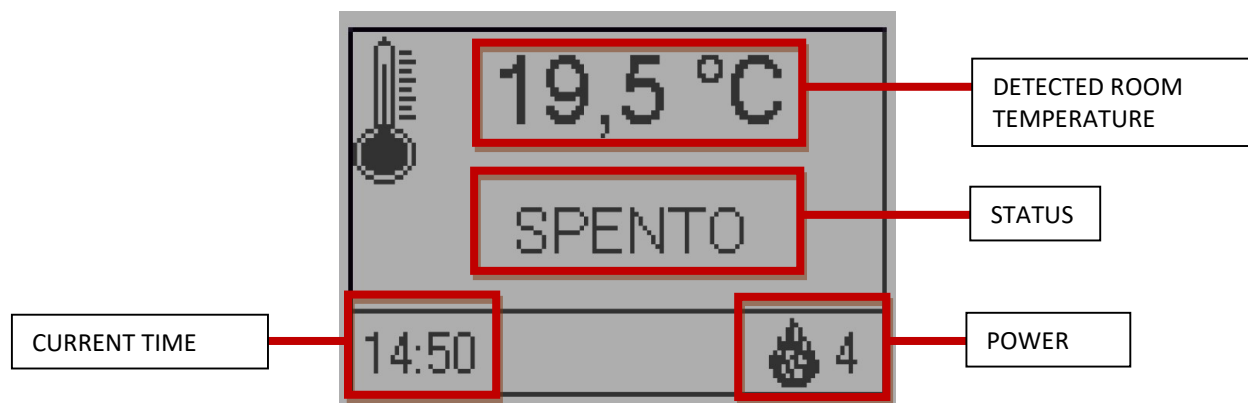 19,5 °C
DETECTED ROOM
TEMPERATURE
SPENTO
STATUS
CURRENT TIME
14:50
4
POWER